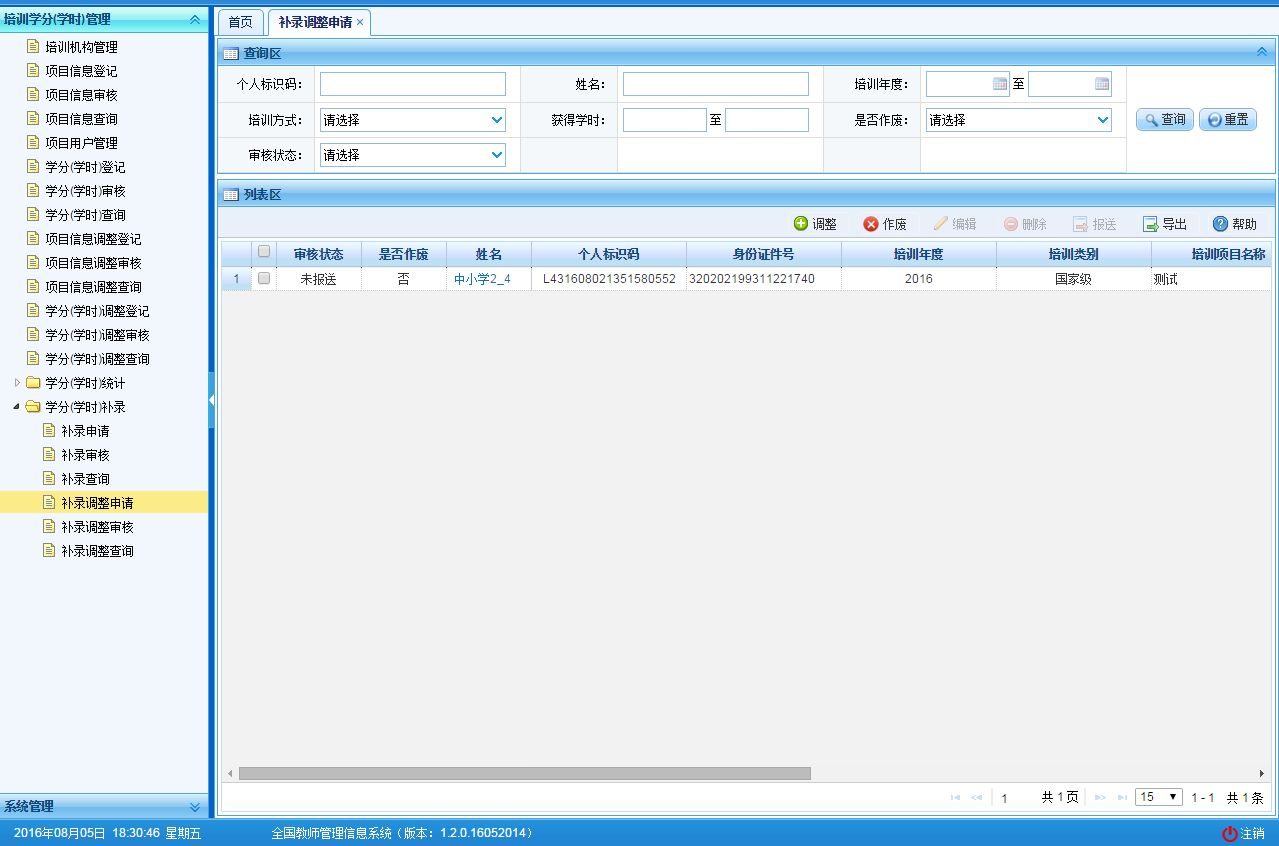 培训学分(学时)管理
培训机构管理
项目信息登记
项目信息审核
项目信息查询
项目用户管理
学分(学时)登记
学分(学时)审核
学分(学时)查询
项目信息调整登记
项目信息调整审核
项目信息调整查询
学分(学时)调整登记
学分(学时)调整审核
学分(学时)调整查询
学分(学时)统计
学分(学时)补录
补录申请
补录审核
补录查询
补录调整申请
补录调整审核
补录调整查询
系统管理
首页 补录调整申请 ×
查询区
个人标识码: 姓名: 培训年度: 至
培训方式: 请选择 获得学时: 至 是否作废: 请选择 查询 重置
审核状态: 请选择
列表区
调整 作废 编辑 删除 报送 导出 帮助
审核状态 是否作废 姓名 个人标识码 身份证件号 培训年度 培训类别 培训项目名称
1 未报送 否 中小学2_4 L431608021351580552 320202199311221740 2016 国家级 测试
1 共 1 页 15 1 - 1 共 1 条
2016年08月05日 18:30:46 星期五 全国教师管理信息系统（版本：1.2.0.16052014） 注销